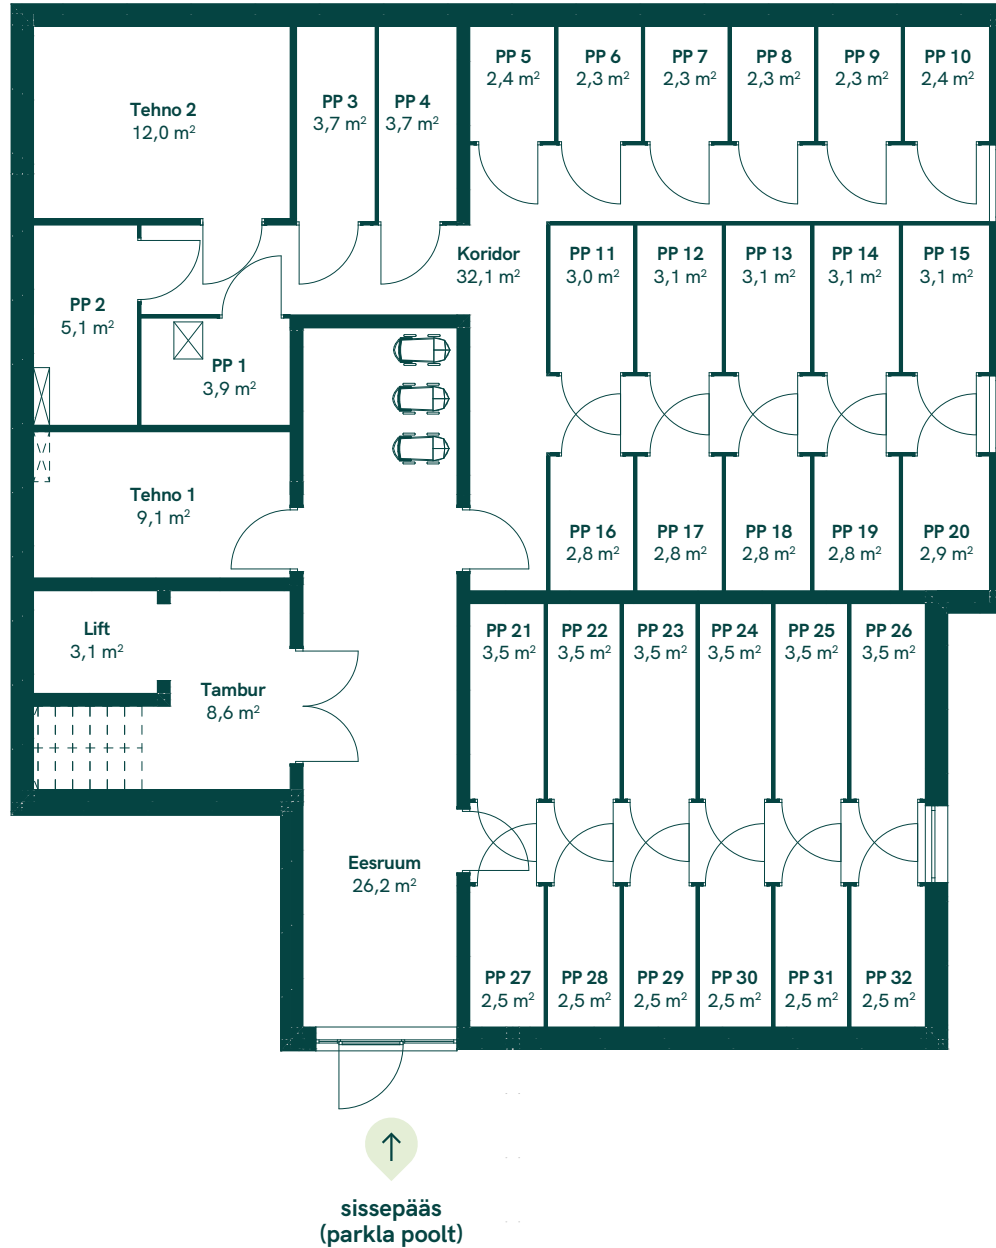 PP 5
2,4 m²
PP 6
2,3 m²
PP 7
2,3 m²
PP 8
2,3 m²
PP 9
2,3 m²
PP 10
2,4 m²
Tehno 2
12,0 m²
PP 3
3,7 m²
PP 4
3,7 m²
Koridor
32,1 m²
PP 11
3,0 m²
PP 12
3,1 m²
PP 13
3,1 m²
PP 14
3,1 m²
PP 15
3,1 m²
PP 2
5,1 m²
PP 1
3,9 m²
Tehno 1
9,1 m²
PP 16
2,8 m²
PP 17
2,8 m²
PP 18
2,8 m²
PP 19
2,8 m²
PP 20
2,9 m²
Lift
3,1 m²
Tambur
8,6 m²
PP 21
3,5 m²
PP 22
3,5 m²
PP 23
3,5 m²
PP 24
3,5 m²
PP 25
3,5 m²
PP 26
3,5 m²
Eesruum
26,2 m²
PP 27
2,5 m²
PP 28
2,5 m²
PP 29
2,5 m²
PP 30
2,5 m²
PP 31
2,5 m²
PP 32
2,5 m²
sissepääs
(parkla poolt)